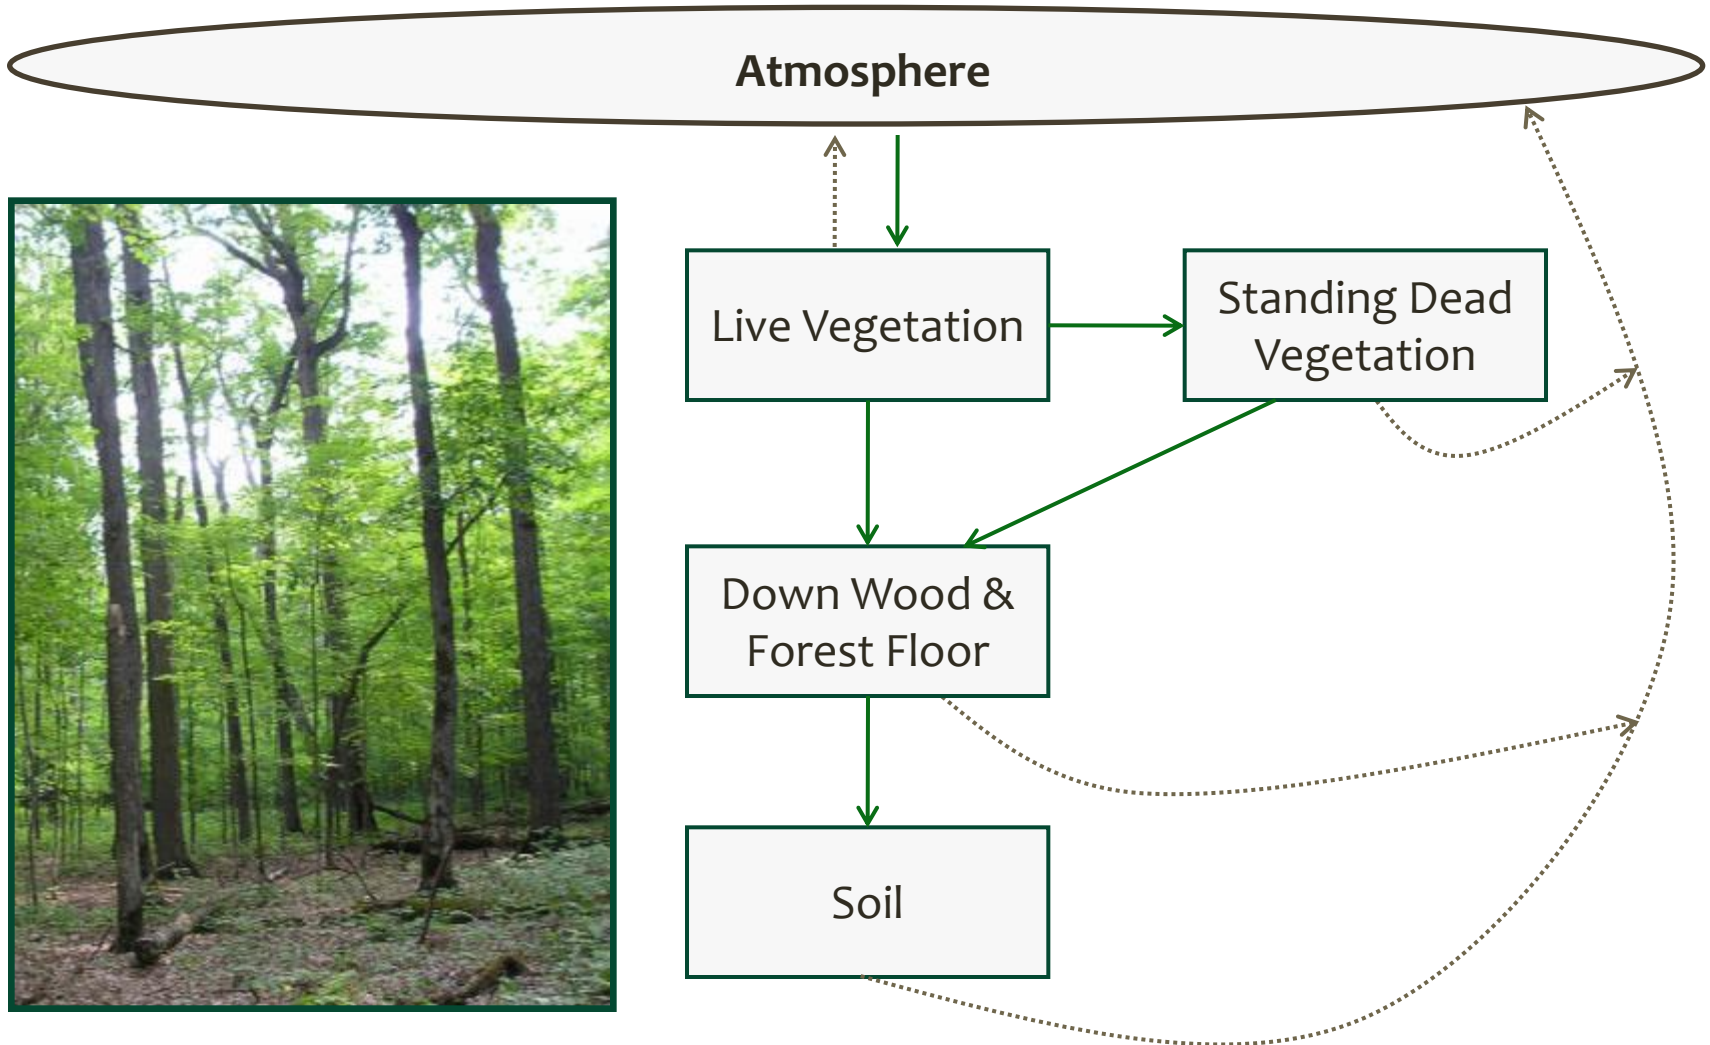 Atmosphere
Live Vegetation
Standing Dead
Vegetation
Down Wood &
Forest Floor
Soil